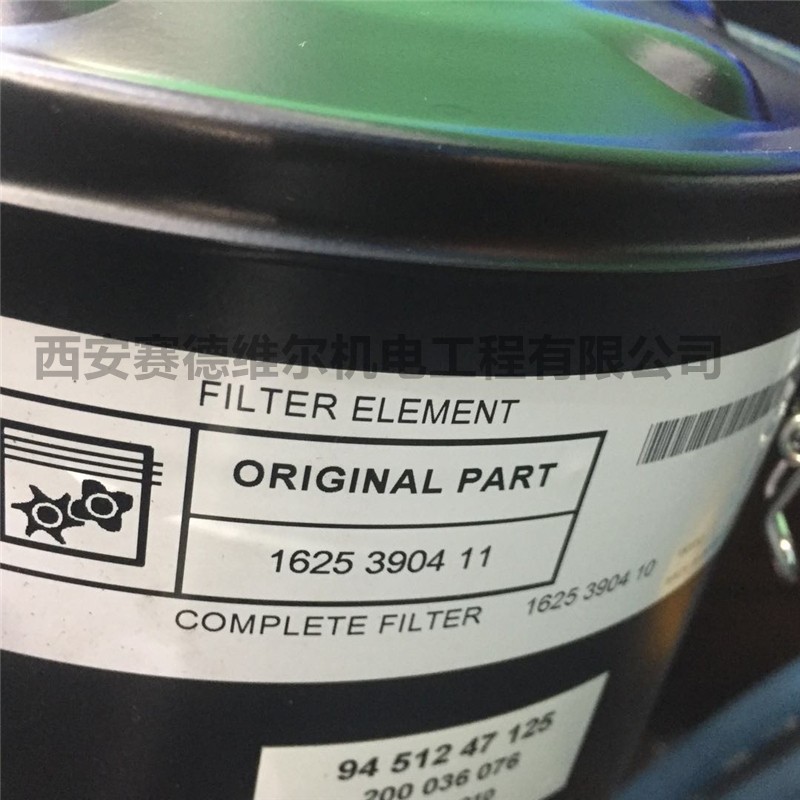 西安赛德维尔机电工程有限公司
FILTER ELEMENT
ORIGINAL PART
1625 3904 11
COMPLETE FILTER
1625 3904 10
94 512 47 125
200 036 076